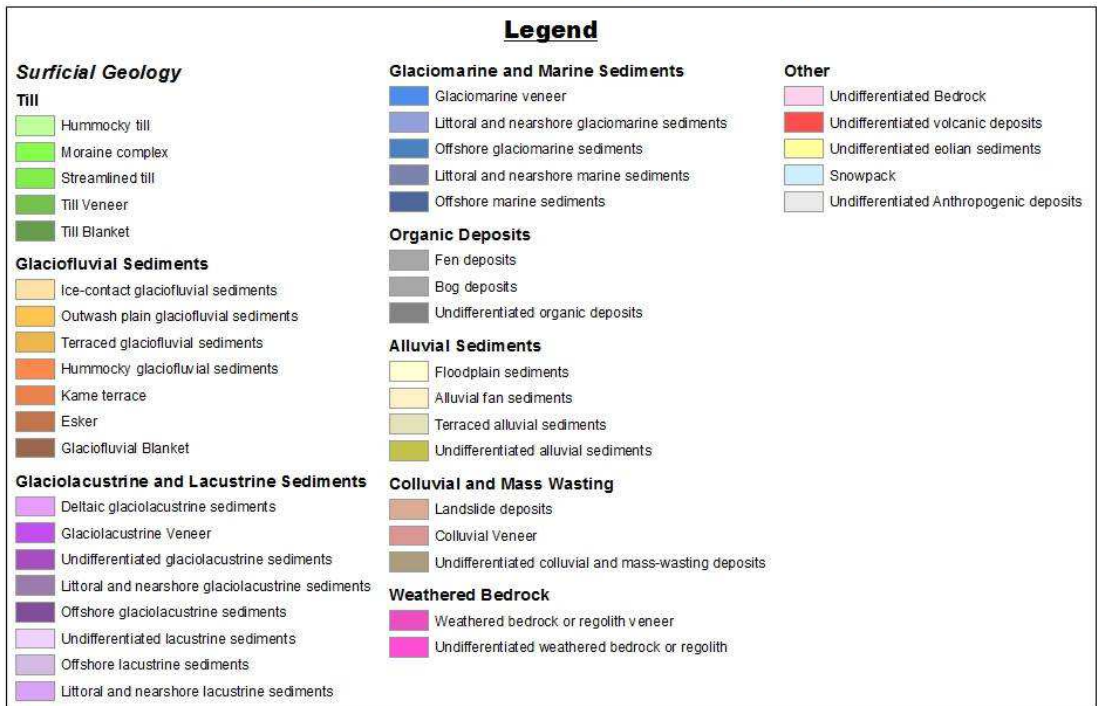 Legend
Surficial Geology
Till
Hummocky till
Moraine complex
Streamlined till
Till Veneer
Till Blanket
Glaciofluvial Sediments
Ice-contact glaciofluvial sediments
Outwash plain glaciofluvial sediments
Terraced glaciofluvial sediments
Hummocky glaciofluvial sediments
Kame terrace
Esker
Glaciofluvial Blanket
Glaciolacustrine and Lacustrine Sediments
Deltaic glaciolacustrine sediments
Glaciolacustrine Veneer
Undifferentiated glaciolacustrine sediments
Littoral and nearshore glaciolacustrine sediments
Offshore glaciolacustrine sediments
Undifferentiated lacustrine sediments
Offshore lacustrine sediments
Littoral and nearshore lacustrine sediments
Glaciomarine and Marine Sediments
Glaciomarine veneer
Littoral and nearshore glaciomarine sediments
Offshore glaciomarine sediments
Littoral and nearshore marine sediments
Offshore marine sediments
Organic Deposits
Fen deposits
Bog deposits
Undifferentiated organic deposits
Alluvial Sediments
Floodplain sediments
Alluvial fan sediments
Terraced alluvial sediments
Undifferentiated alluvial sediments
Colluvial and Mass Wasting
Landslide deposits
Colluvial Veneer
Undifferentiated colluvial and mass-wasting deposits
Weathered Bedrock
Weathered bedrock or regolith veneer
Undifferentiated weathered bedrock or regolith
Other
Undifferentiated Bedrock
Undifferentiated volcanic deposits
Undifferentiated eolian sediments
Snowpack
Undifferentiated Anthropogenic deposits